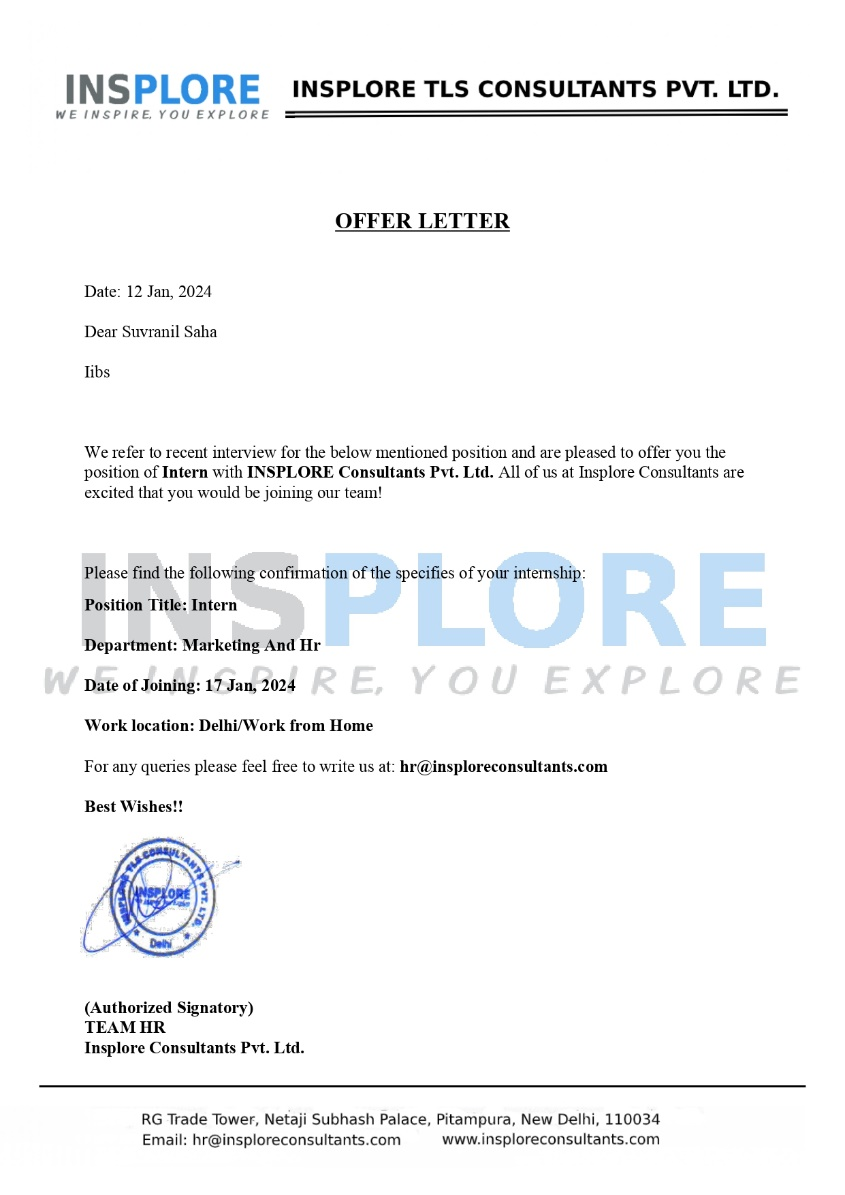 INSPLORE
WE INSPIRE, YOU EXPLORE
INSPLORE TLS CONSULTANTS PVT. LTD.
OFFER LETTER
Date: 12 Jan, 2024
Dear Suvranil Saha
Iibs
We refer to recent interview for the below mentioned position and are pleased to offer you the
position of Intern with INSPLORE Consultants Pvt. Ltd. All of us at Insplore Consultants are
excited that you would be joining our team!
INSPLORE
WE INSPIRE, YOU EXPLORE
Please find the following confirmation of the specifies of your internship:
Position Title: Intern
Department: Marketing And Hr
Date of Joining: 17 Jan, 2024
Work location: Delhi/Work from Home
For any queries please feel free to write us at: hr@insploreconsultants.com
Best Wishes!!
INSPLORE TLS CONSULTANTS PVT. LTD.
INSPLORE
Delhi
(Authorized Signatory)
TEAM HR
Insplore Consultants Pvt. Ltd.
RG Trade Tower, Netaji Subhash Palace, Pitampura, New Delhi, 110034
Email: hr@insploreconsultants.com www.insploreconsultants.com